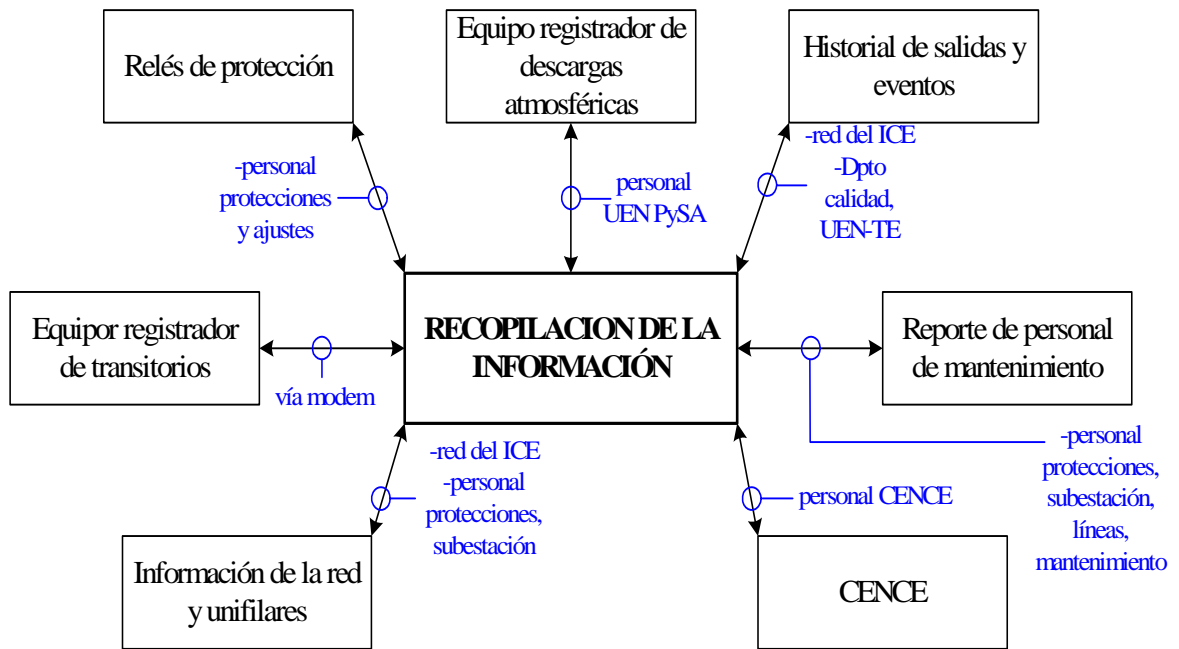 Relés de protección
Equipo registrador de
descargas
atmosféricas
Historial de salidas y
eventos
-personal
protecciones
y ajustes
personal
UEN PySA
-red del ICE
-Dpto
calidad,
UEN-TE
Equipor registrador
de transitorios
vía modem
RECOPILACION DE LA
INFORMACIÓN
Reporte de personal
de mantenimiento
-red del ICE
-personal
protecciones,
subestación
personal CENCE
-personal
protecciones,
subestación,
líneas,
mantenimiento
Información de la red
y unifilares
CENCE